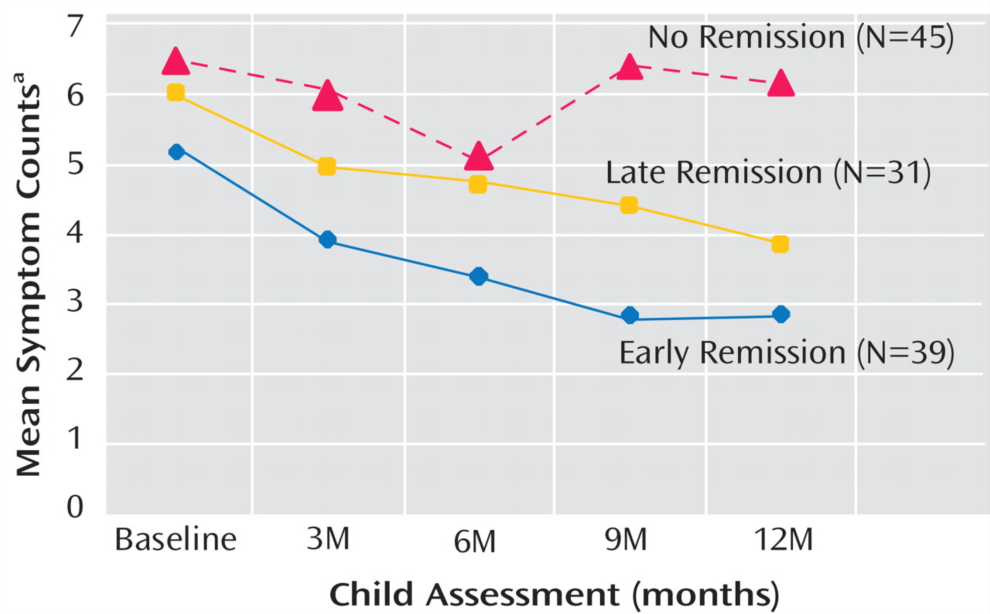 7
No Remission (N=45)
6
5
Late Remission (N=31)
4
3
Early Remission (N=39)
2
1
0
Mean Symptom Countsᵃ
Baseline 3M 6M 9M 12M
Child Assessment (months)